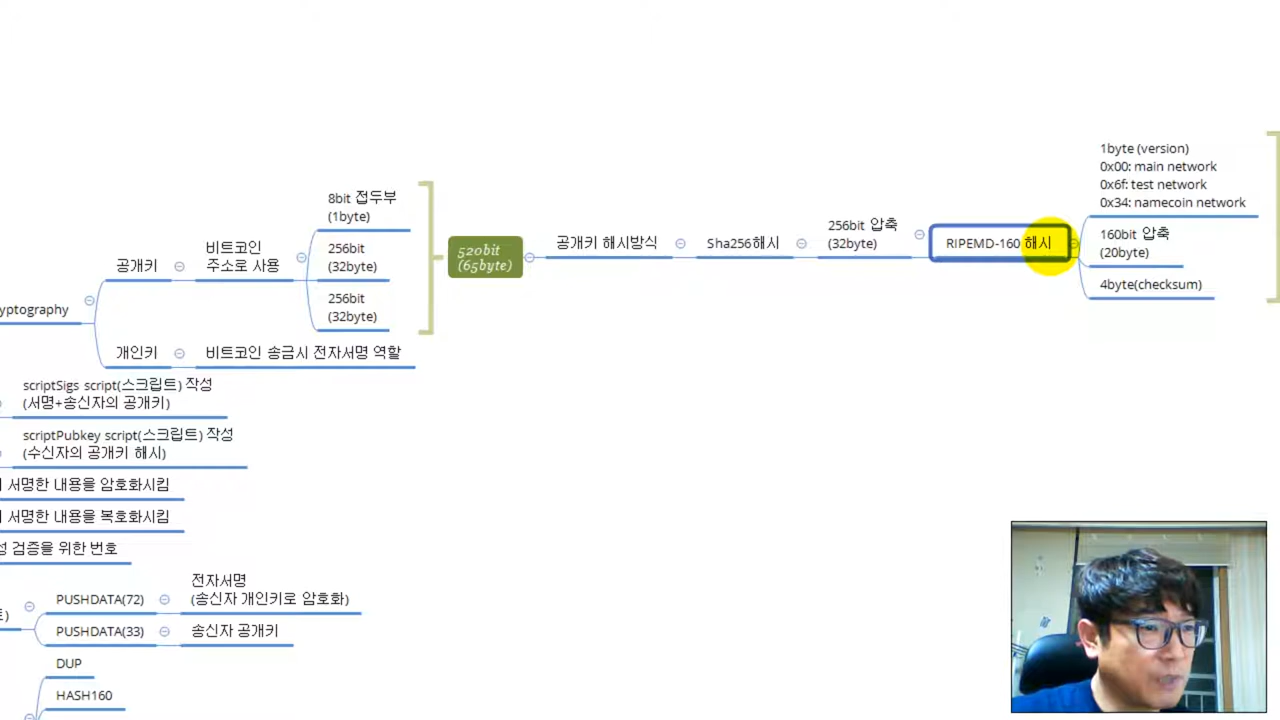 yptography
공개키
비트코인
주소로 사용
8bit 접두부
(1byte)
256bit
(32byte)
256bit
(32byte)
520bit
(65byte)
공개키 해시방식
Sha256해시
256bit 압축
(32byte)
RIPEMD-160 해시
1byte (version)
0x00: main network
0x6f: test network
0x34: namecoin network
160bit 압축
(20byte)
4byte(checksum)
개인키
비트코인 송금시 전자서명 역할
scriptSigs script(스크립트) 작성
(서명+송신자의 공개키)
scriptPubkey script(스크립트) 작성
(수신자의 공개키 해시)
서명한 내용을 암호화시킴
서명한 내용을 복호화시킴
검증을 위한 번호
PUSHDATA(72)
전자서명
(송신자 개인키로 암호화)
PUSHDATA(33)
송신자 공개키
DUP
HASH160